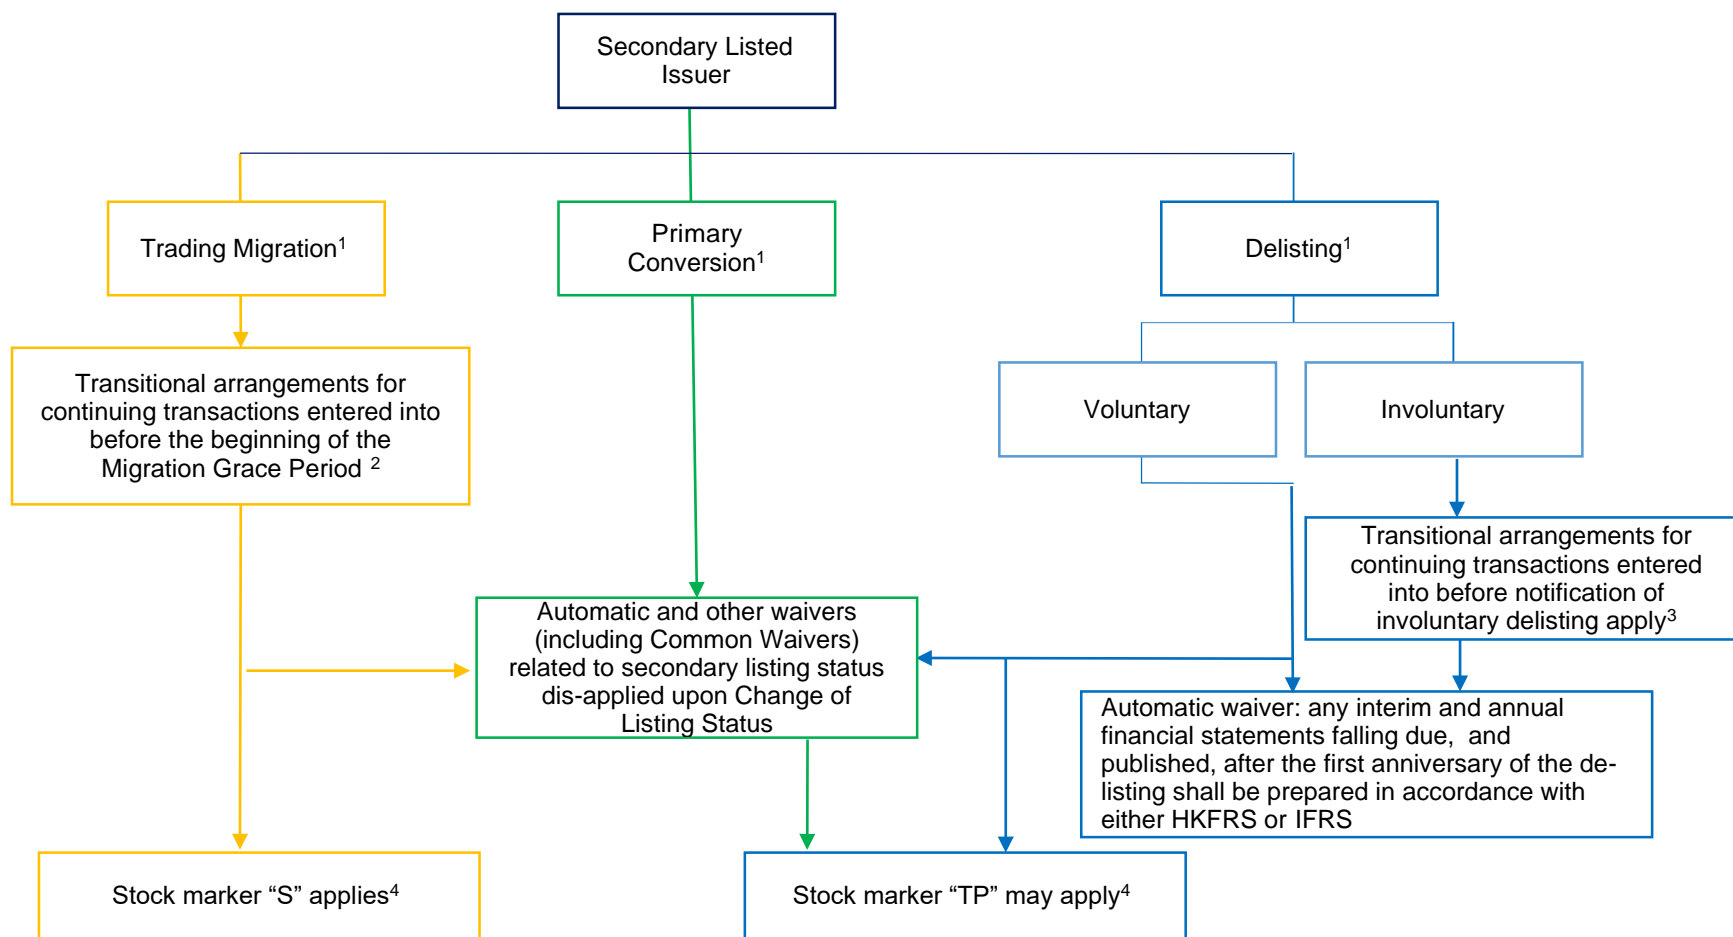 Secondary Listed
Issuer
Trading Migration1
Primary
Conversion1
Delisting1
Transitional arrangements for
continuing transactions entered into
before the beginning of the
Migration Grace Period 2
Voluntary
Involuntary
Transitional arrangements for
continuing transactions entered
into before notification of
involuntary delisting apply3
Automatic and other waivers
(including Common Waivers)
related to secondary listing status
dis-applied upon Change of
Listing Status
Automatic waiver: any interim and annual
financial statements falling due,  and
published, after the first anniversary of the de-
listing shall be prepared in accordance with
either HKFRS or IFRS
Stock marker “S” applies4
Stock marker “TP” may apply4